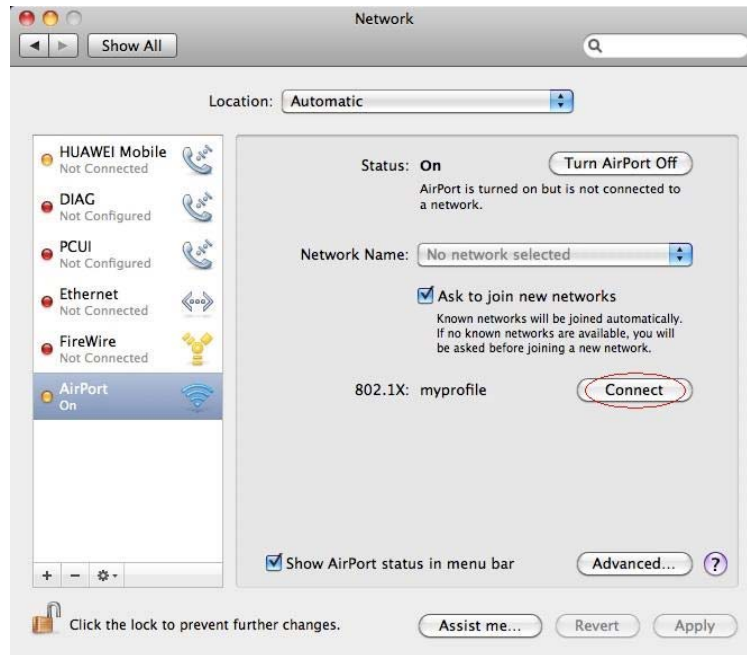 Network
Show All
Location: Automatic
HUAWEI Mobile
Not Connected
DIAG
Not Configured
PCUI
Not Configured
Ethernet
Not Connected
FireWire
Not Connected
AirPort
On
Status: On
Turn AirPort Off
AirPort is turned on but is not connected to
a network.
Network Name: No network selected
Ask to join new networks
Known networks will be joined automatically.
If no known networks are available, you will
be asked before joining a new network.
802.1X: myprofile
Connect
Show AirPort status in menu bar
Advanced...
?
Click the lock to prevent further changes.
Assist me...
Revert
Apply